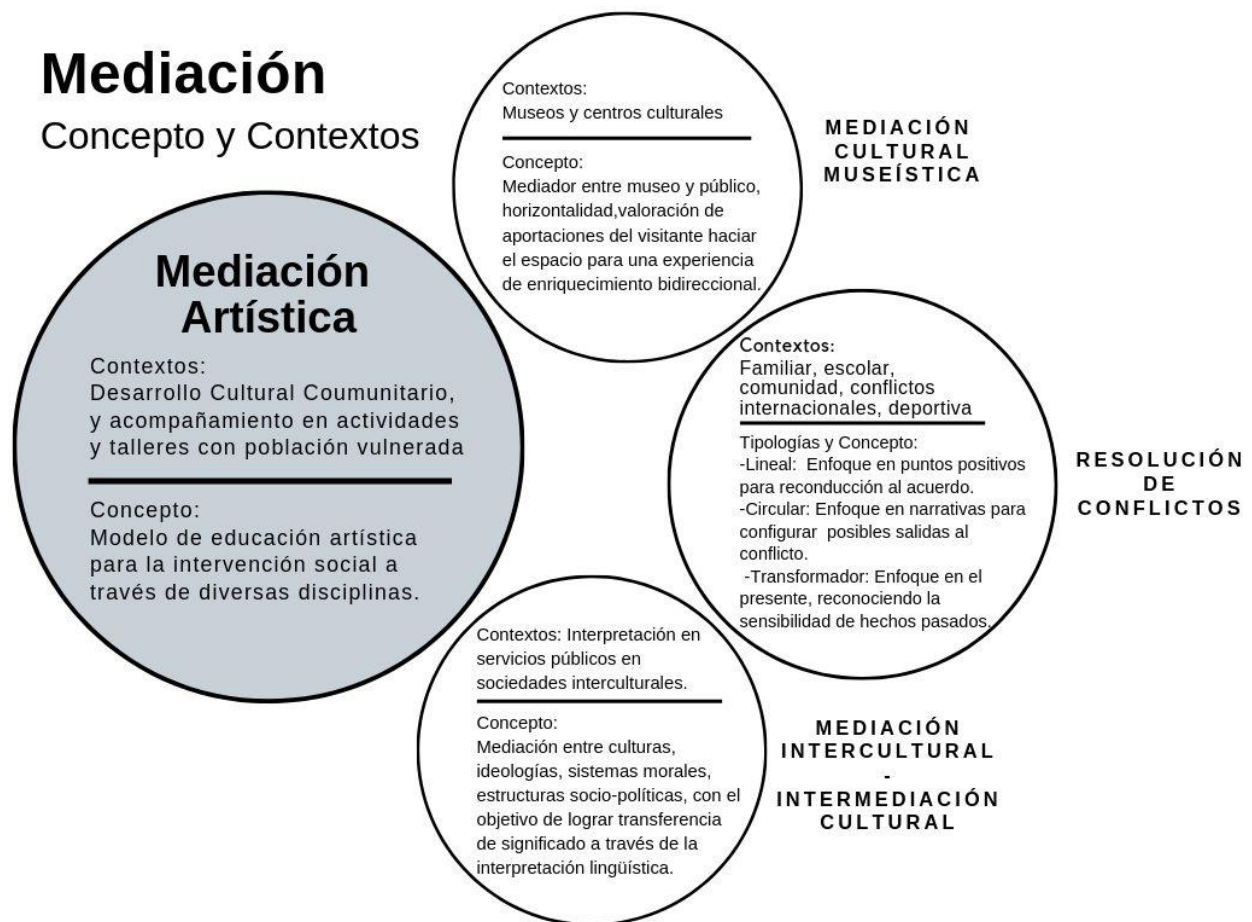 Mediación
Concepto y Contextos
Mediación
Artística
Contextos:
Desarrollo Cultural Coumunitario,
y acompañamiento en actividades
y talleres con población vulnerada
Concepto:
Modelo de educación artística
para la intervención social a
través de diversas disciplinas.
Contextos:
Museos y centros culturales
Concepto:
Mediador entre museo y público,
horizontalidad,valoración de
aportaciones del visitante haciar
el espacio para una experiencia
de enriquecimiento bidireccional.
MEDIACIÓN
CULTURAL
MUSEÍSTICA
Contextos:
Familiar, escolar,
comunidad, conflictos
internacionales, deportiva
Tipologías y Concepto:
-Lineal:  Enfoque en puntos positivos
para reconducción al acuerdo.
-Circular: Enfoque en narrativas para
configurar  posibles salidas al
conflicto.
-Transformador: Enfoque en el
presente, reconociendo la
sensibilidad de hechos pasados.
RESOLUCIÓN
DE
CONFLICTOS
Contextos: Interpretación en
servicios públicos en
sociedades interculturales.
Concepto:
Mediación entre culturas,
ideologías, sistemas morales,
estructuras socio-políticas, con el
objetivo de lograr transferencia
de significado a través de la
interpretación lingüística.
MEDIACIÓN
INTERCULTURAL
-
INTERMEDIACIÓN
CULTURAL